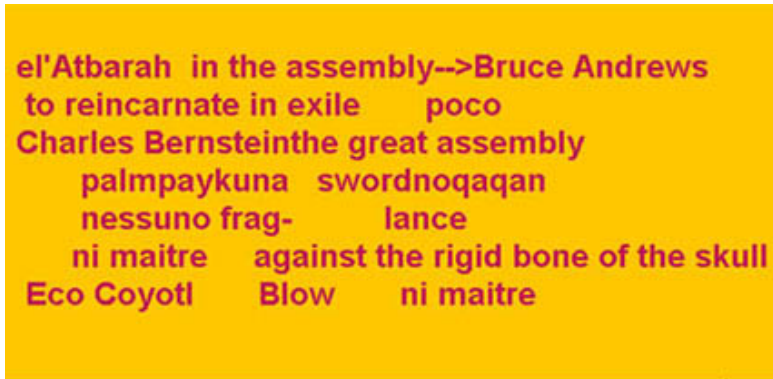 el'Atbarah  in the assembly-->Bruce Andrews
to reincarnate in exile      poco
Charles Bernsteinthe great assembly
palmpaykuna   swordnoqaqan
nessuno frag-         lance
ni maitre     against the rigid bone of the skull
Eco Coyotl      Blow      ni maitre